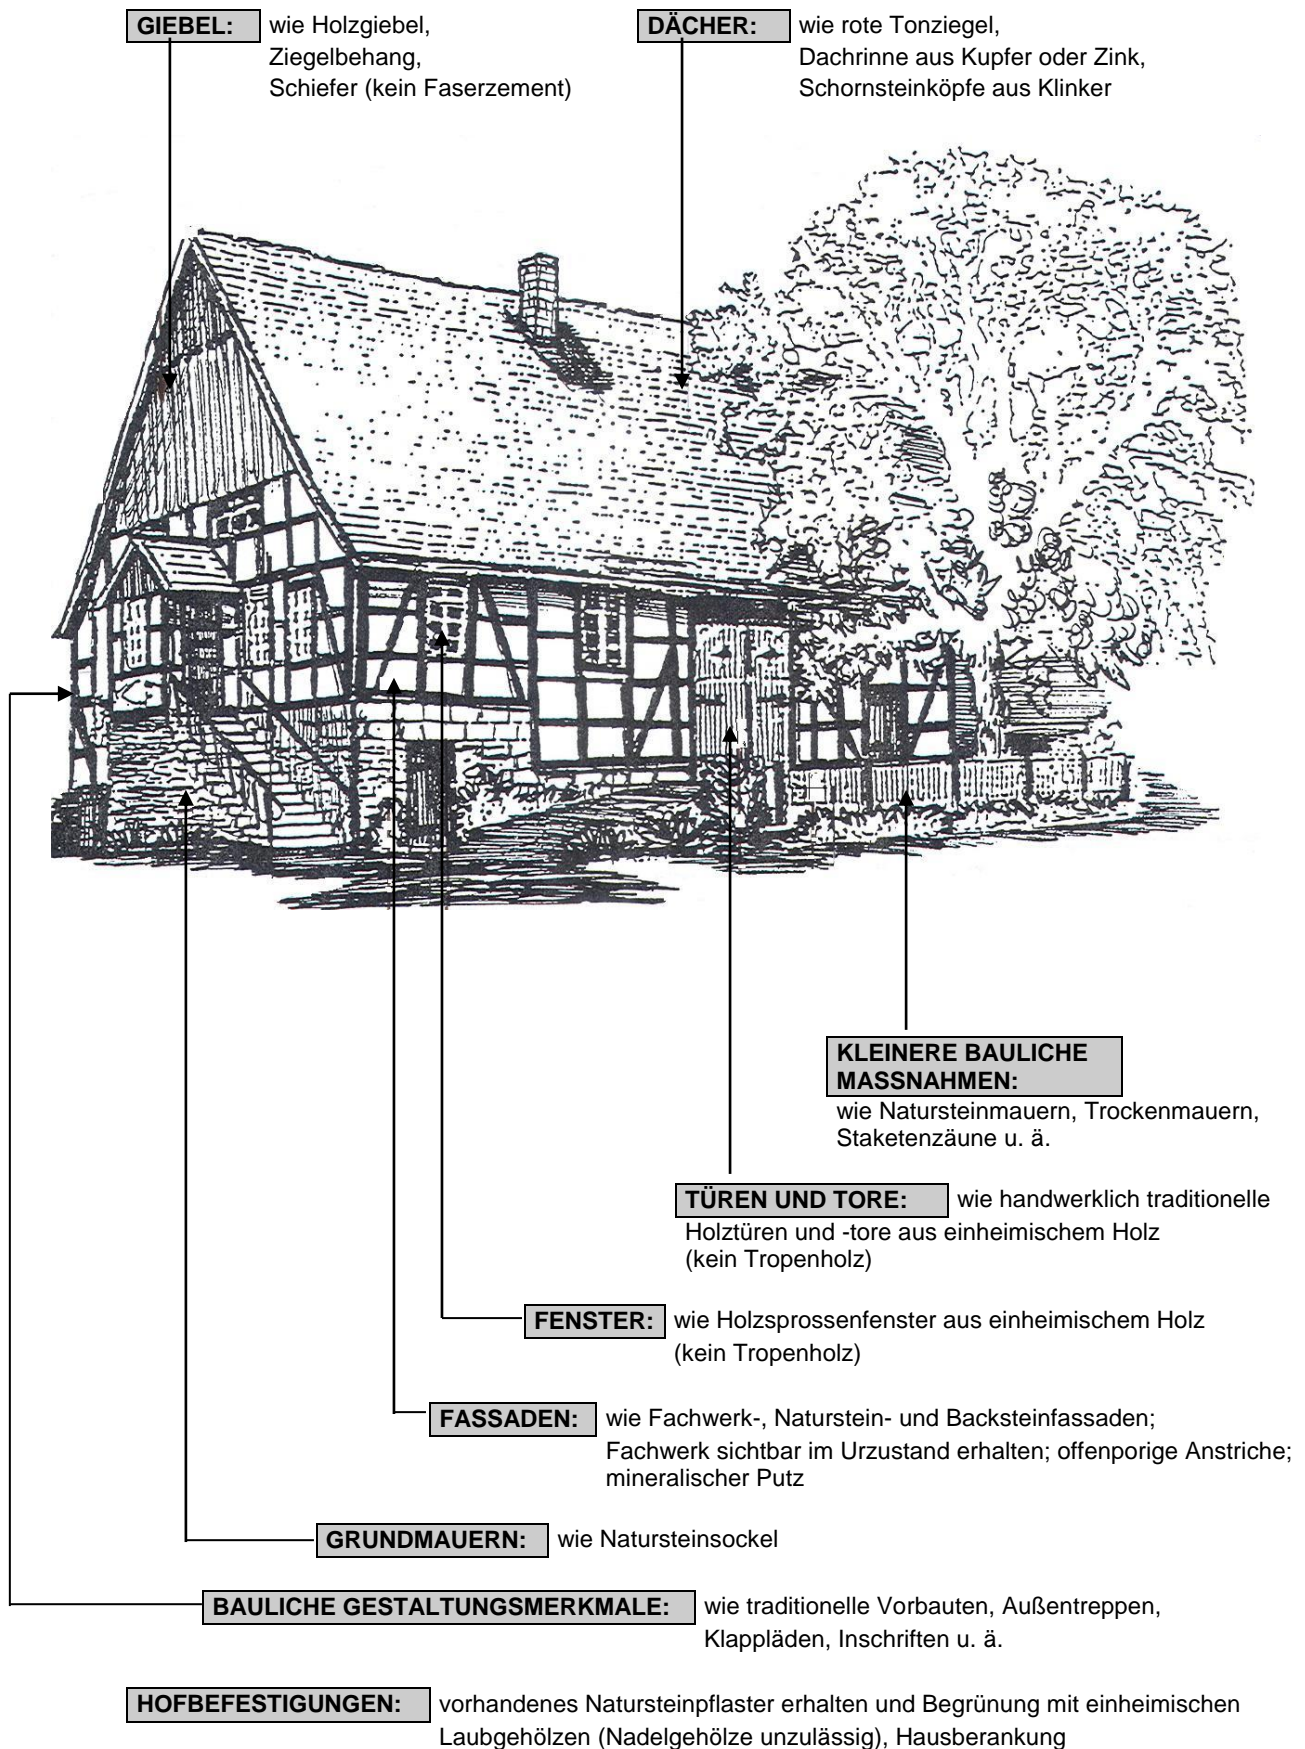 GIEBEL: wie Holzgiebel,
Ziegelbehang,
Schiefer (kein Faserzement)
DÄCHER: wie rote Tonziegel,
Dachrinne aus Kupfer oder Zink,
Schornsteinköpfe aus Klinker
KLEINERE BAULICHE
MASSNAHMEN:
wie Natursteinmauern, Trockenmauern,
Staketenzäune u. ä.
TÜREN UND TORE: wie handwerklich traditionelle
Holztüren und -tore aus einheimischem Holz
(kein Tropenholz)
FENSTER: wie Holzsprossenfenster aus einheimischem Holz
(kein Tropenholz)
FASSADEN: wie Fachwerk-, Naturstein- und Backsteinfassaden;
Fachwerk sichtbar im Urzustand erhalten; offenporige Anstriche;
mineralischer Putz
GRUNDMAUERN: wie Natursteinsockel
BAULICHE GESTALTUNGSMERKMALE: wie traditionelle Vorbauten, Außentreppen,
Klappläden, Inschriften u. ä.
HOFBEFESTIGUNGEN: vorhandenes Natursteinpflaster erhalten und Begrünung mit einheimischen
Laubgehölzen (Nadelgehölze unzulässig), Hausberankung